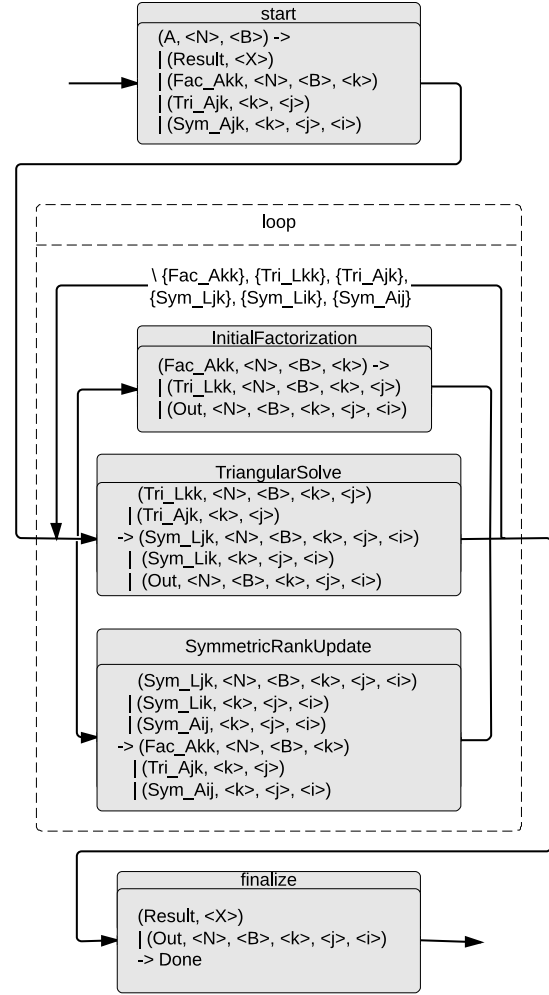 start
(A, <N>, <B>) ->
| (Result, <X>)
| (Fac_Akk, <N>, <B>, <k>)
| (Tri_Ajk, <k>, <j>)
| (Sym_Ajk, <k>, <j>, <i>)
loop
\ {Fac_Akk}, {Tri_Lkk}, {Tri_Ajk},
{Sym_Ljk}, {Sym_Lik}, {Sym_Aij}
InitialFactorization
(Fac_Akk, <N>, <B>, <k>) ->
| (Tri_Lkk, <N>, <B>, <k>, <j>)
| (Out, <N>, <B>, <k>, <j>, <i>)
TriangularSolve
(Tri_Lkk, <N>, <B>, <k>, <j>)
| (Tri_Ajk, <k>, <j>)
-> (Sym_Ljk, <N>, <B>, <k>, <j>, <i>)
| (Sym_Lik, <k>, <j>, <i>)
| (Out, <N>, <B>, <k>, <j>, <i>)
SymmetricRankUpdate
(Sym_Ljk, <N>, <B>, <k>, <j>, <i>)
| (Sym_Lik, <k>, <j>, <i>)
| (Sym_Aij, <k>, <j>, <i>)
-> (Fac_Akk, <N>, <B>, <k>)
| (Tri_Ajk, <k>, <j>)
| (Sym_Aij, <k>, <j>, <i>)
finalize
(Result, <X>)
| (Out, <N>, <B>, <k>, <j>, <i>)
-> Done